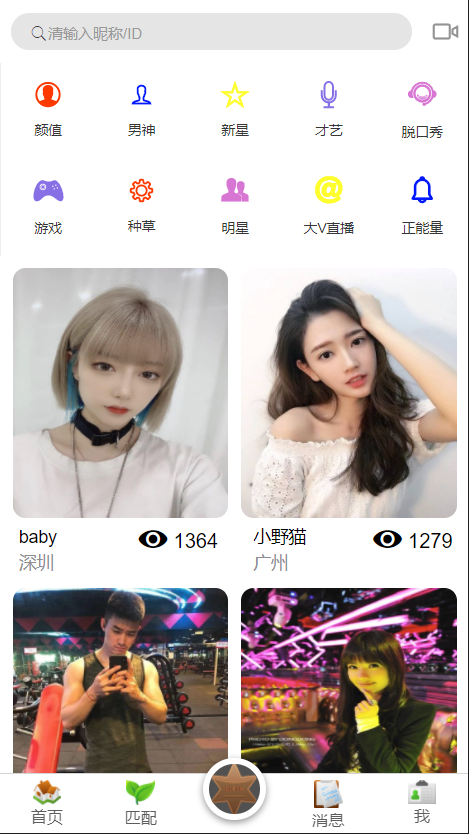 清输入昵称/ID
颜值
男神
新星
才艺
脱口秀
游戏
种草
明星
大V直播
正能量
baby
1364
深圳
小野猫
1279
广州
首页
匹配
消息
我